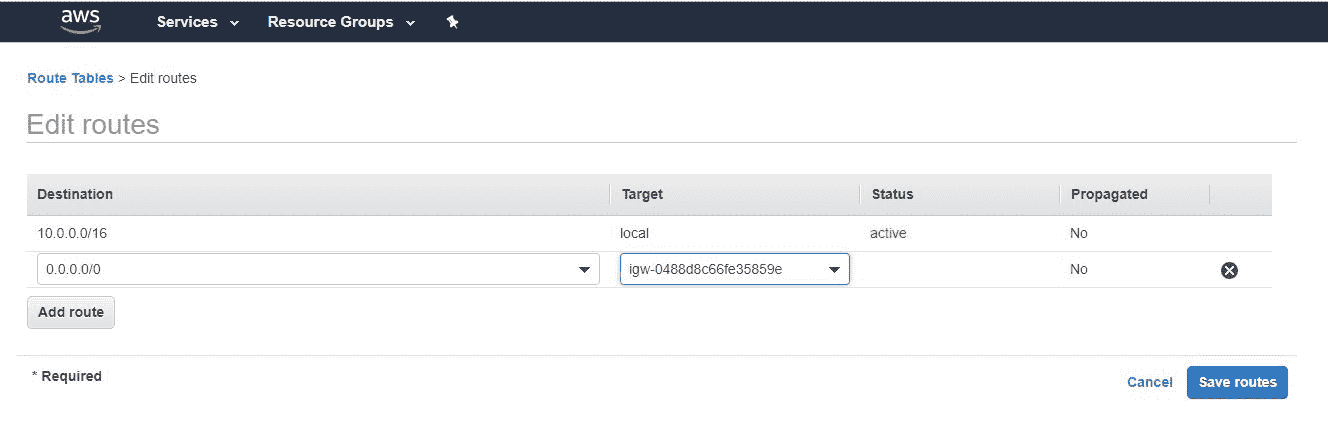 aws Services Resource Groups
Route Tables > Edit routes
Edit routes
Destination Target Status Propagated
10.0.0.0/16 local active No
0.0.0.0/0 igw-0488d8c66fe35859e No
Add route
* Required
Cancel Save routes